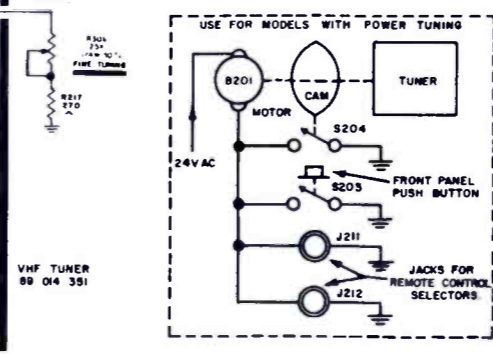 USE FOR MODELS WITH POWER TUNING
R306
FINE TUNING
R217
270
B201
MOTOR
CAM
TUNER
24V AC
S204
S203
FRONT PANEL
PUSH BUTTON
J211
JACKS FOR
REMOTE CONTROL
SELECTORS
J212
VHF TUNER
89 014 351